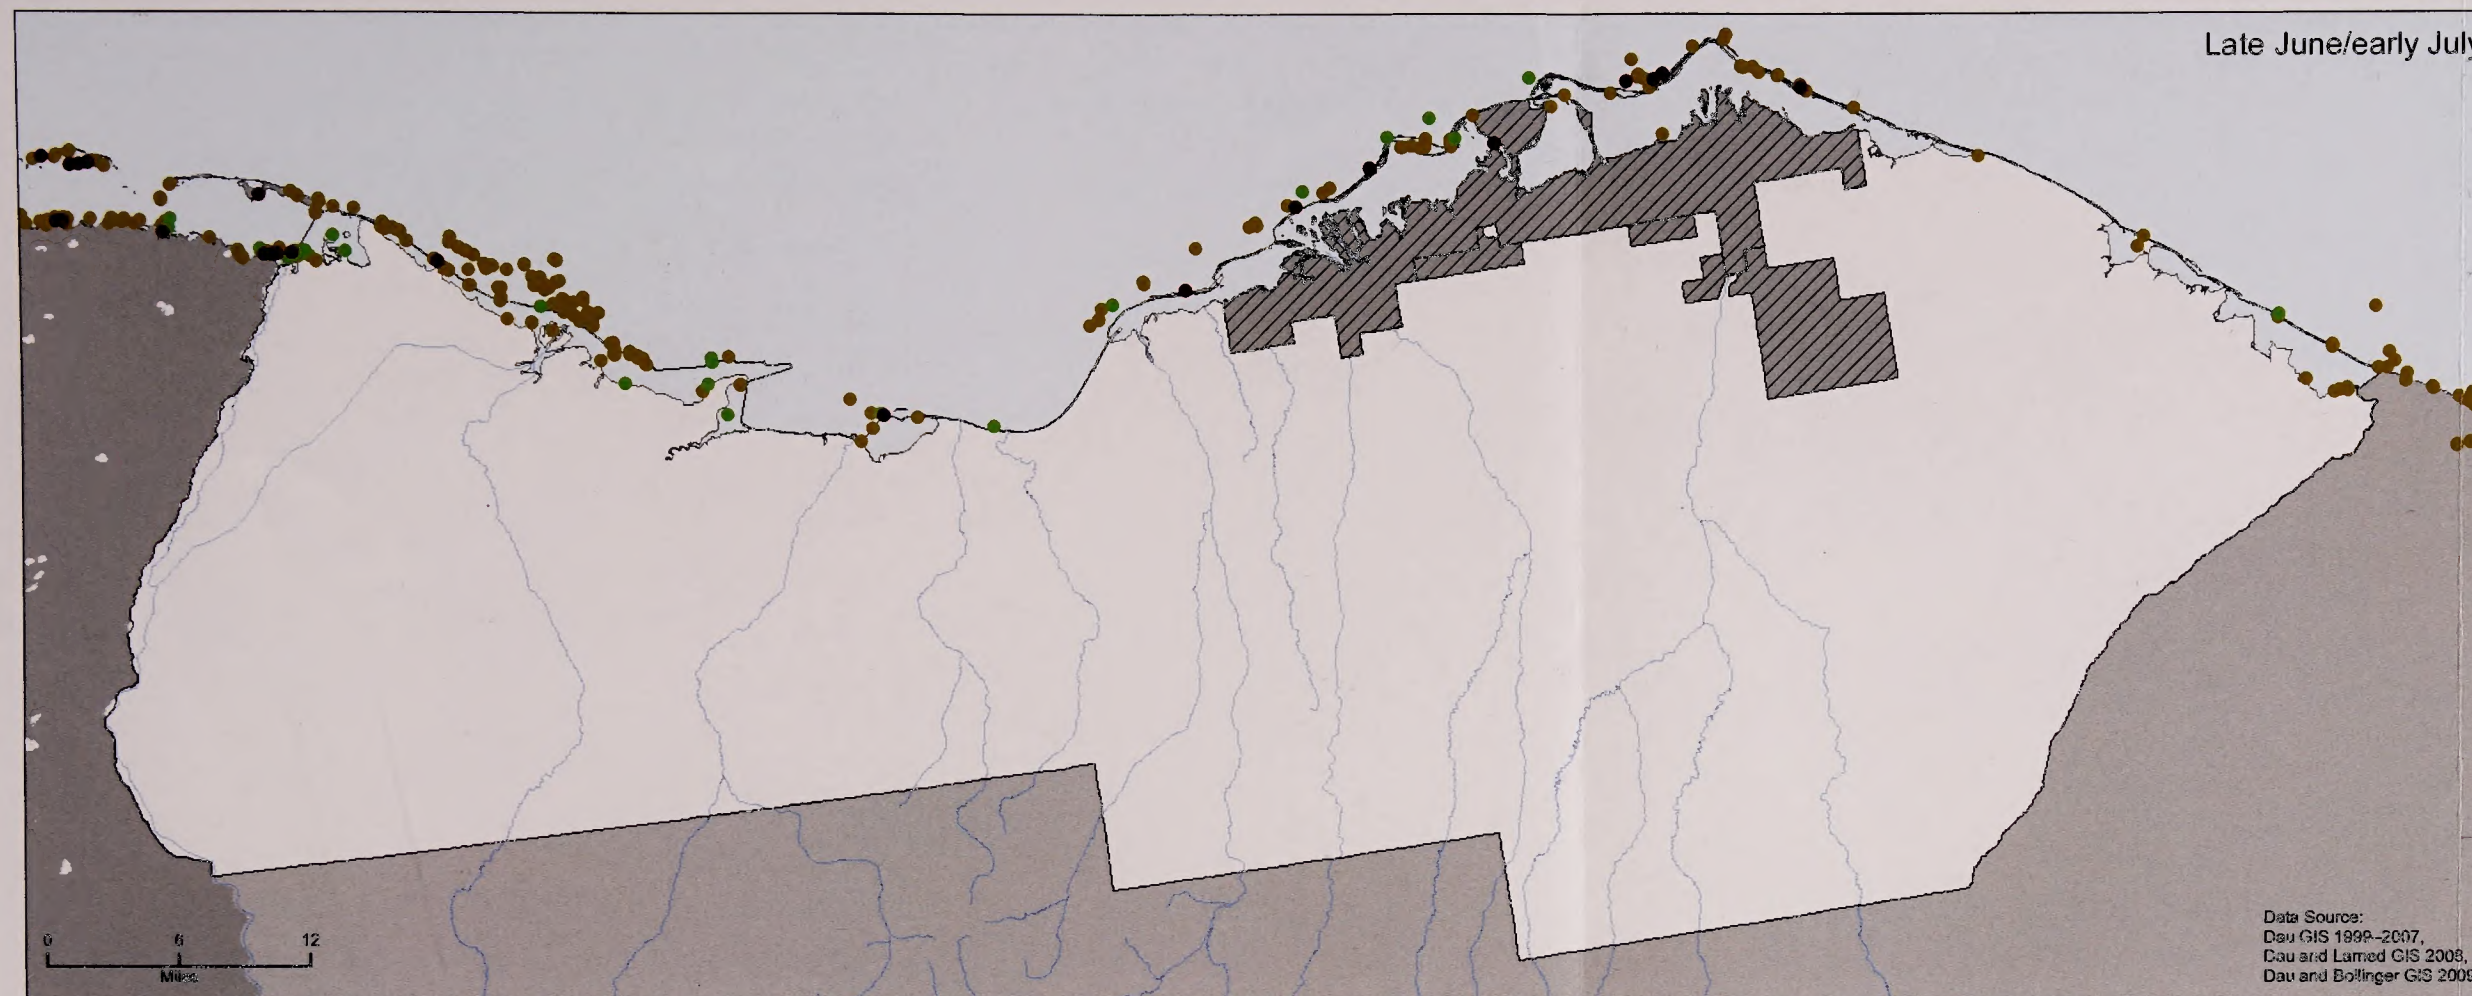 Late June/early July
0 6 12
Miles
Data Source:
Dau GIS 1999–2007,
Dau and Larned GIS 2008,
Dau and Bollinger GIS 2009